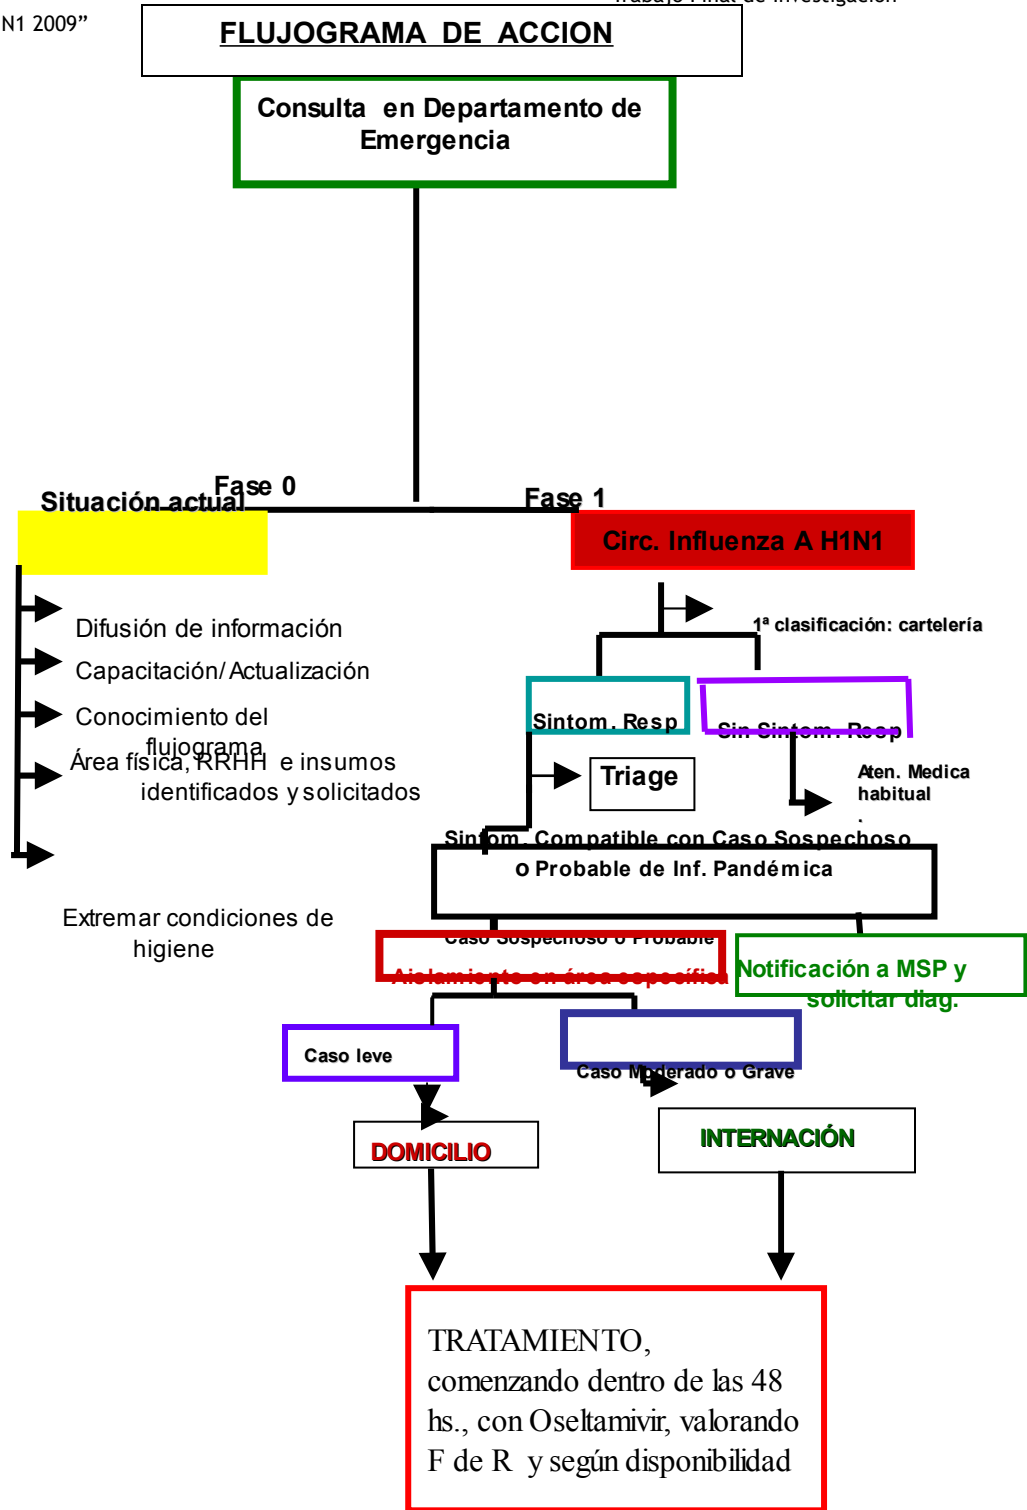 Trabajo Final de Investigación
N1 2009”
FLUJOGRAMA DE ACCION
Consulta en Departamento de
Emergencia
Fase 0
Situación actual
Fase 1
Circ. Influenza A H1N1
Difusión de información
Capacitación/Actualización
Conocimiento del
flujograma
Área física, RRHH e insumos
identificados y solicitados
Extremar condiciones de
higiene
1ª clasificación: cartelería
Sintom. Resp
Sin Sintom. Resp
Triage
Aten. Medica
habitual
.
Sintom. Compatible con Caso Sospechoso
o Probable de Inf. Pandémica
Caso Sospechoso o Probable
Aislamiento en área específica
Notificación a MSP y
solicitar diag.
Caso leve
Caso Moderado o Grave
DOMICILIO
INTERNACIÓN
TRATAMIENTO,
comenzando dentro de las 48
hs., con Oseltamivir, valorando
F de R y según disponibilidad